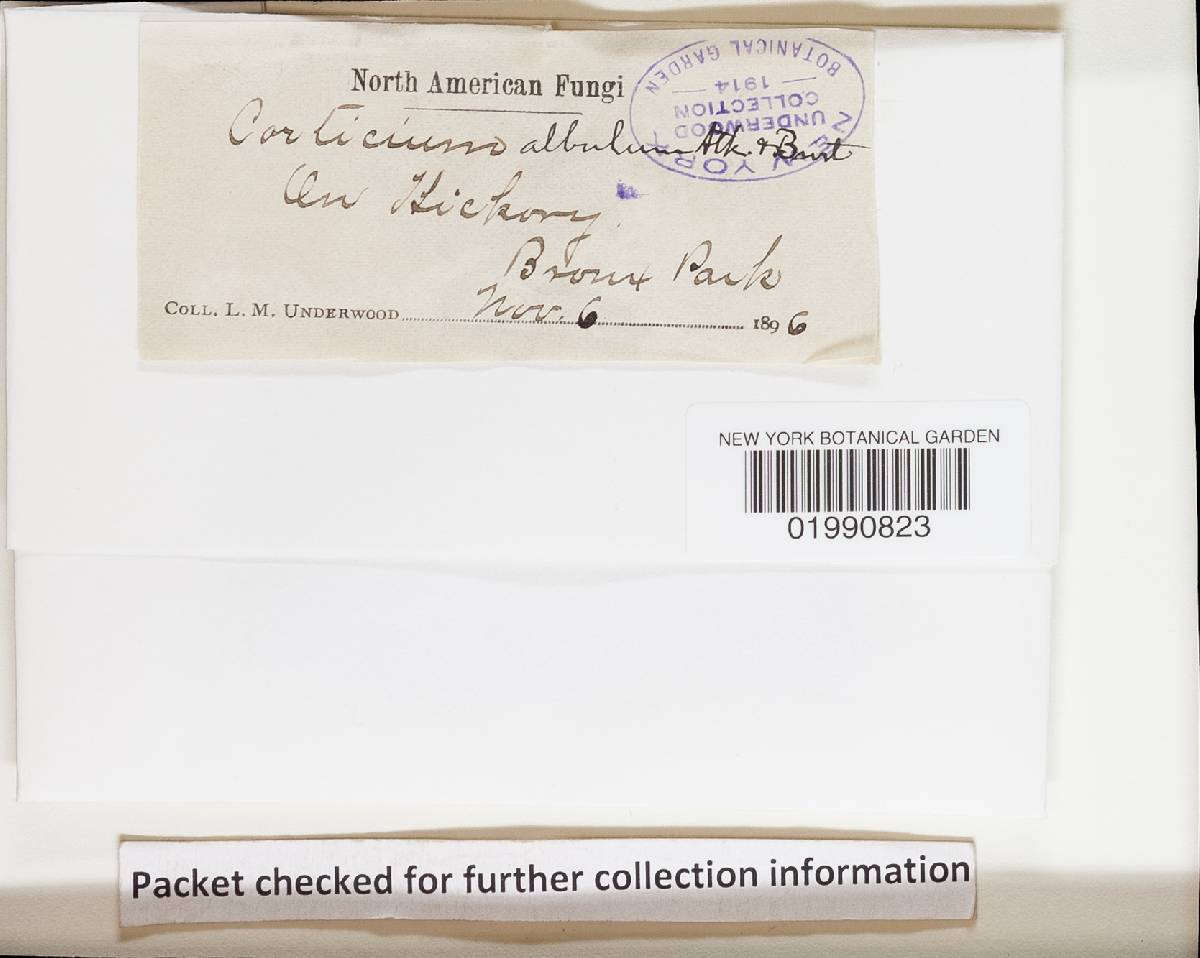 North American Fungi
NEW YORK
BOTANICAL GARDEN
UNDERWOOD
COLLECTION
— 1914 —
Corticium albulum Atk. & Burt
On Hickory
Bronx Park
COLL. L. M. UNDERWOOD Nov. 6 1896
NEW YORK BOTANICAL GARDEN
01990823
Packet checked for further collection information